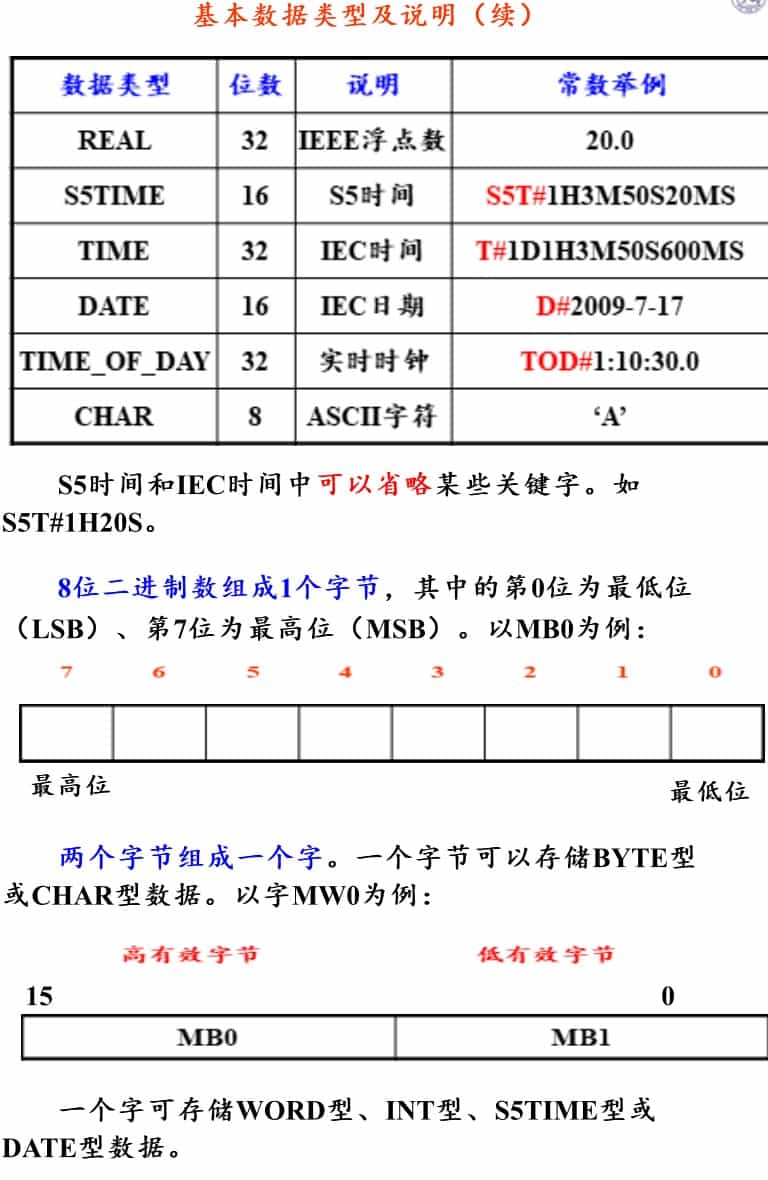 基本数据类型及说明（续）
数据类型 位数 说明 常数举例
REAL 32 IEEE浮点数 20.0
S5TIME 16 S5时间 S5T#1H3M50S20MS
TIME 32 IEC时间 T#1D1H3M50S600MS
DATE 16 IEC日期 D#2009-7-17
TIME_OF_DAY 32 实时时钟 TOD#1:10:30.0
CHAR 8 ASCII字符 ‘A’
S5时间和IEC时间中可以省略某些关键字。如
S5T#1H20S。
8位二进制数组成1个字节，其中的第0位为最低位
（LSB）、第7位为最高位（MSB）。以MB0为例：
7 6 5 4 3 2 1 0
最高位 最低位
两个字节组成一个字。一个字节可以存储BYTE型
或CHAR型数据。以字MW0为例：
高有效字节 低有效字节
15 0
MB0 MB1
一个字可存储WORD型、INT型、S5TIME型或
DATE型数据。